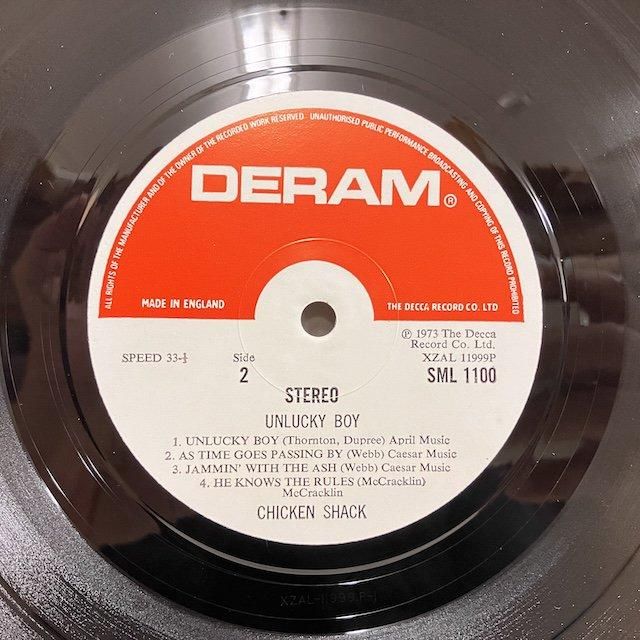 ALL RIGHTS OF THE MANUFACTURER AND OF THE OWNER OF THE RECORDED WORK RESERVED · UNAUTHORISED PUBLIC PERFORMANCE BROADCASTING AND COPYING OF THIS RECORD PROHIBITED
DERAM®
MADE IN ENGLAND
THE DECCA RECORD CO. LTD
℗ 1973 The Decca
Record Co. Ltd.
SPEED 33⅓
Side
XZAL 11999P
2
SML 1100
STEREO
UNLUCKY BOY
1. UNLUCKY BOY (Thornton, Dupree) April Music
2. AS TIME GOES PASSING BY (Webb) Caesar Music
3. JAMMIN' WITH THE ASH (Webb) Caesar Music
4. HE KNOWS THE RULES (McCracklin)
McCracklin
CHICKEN SHACK
XZAL-11999P-1